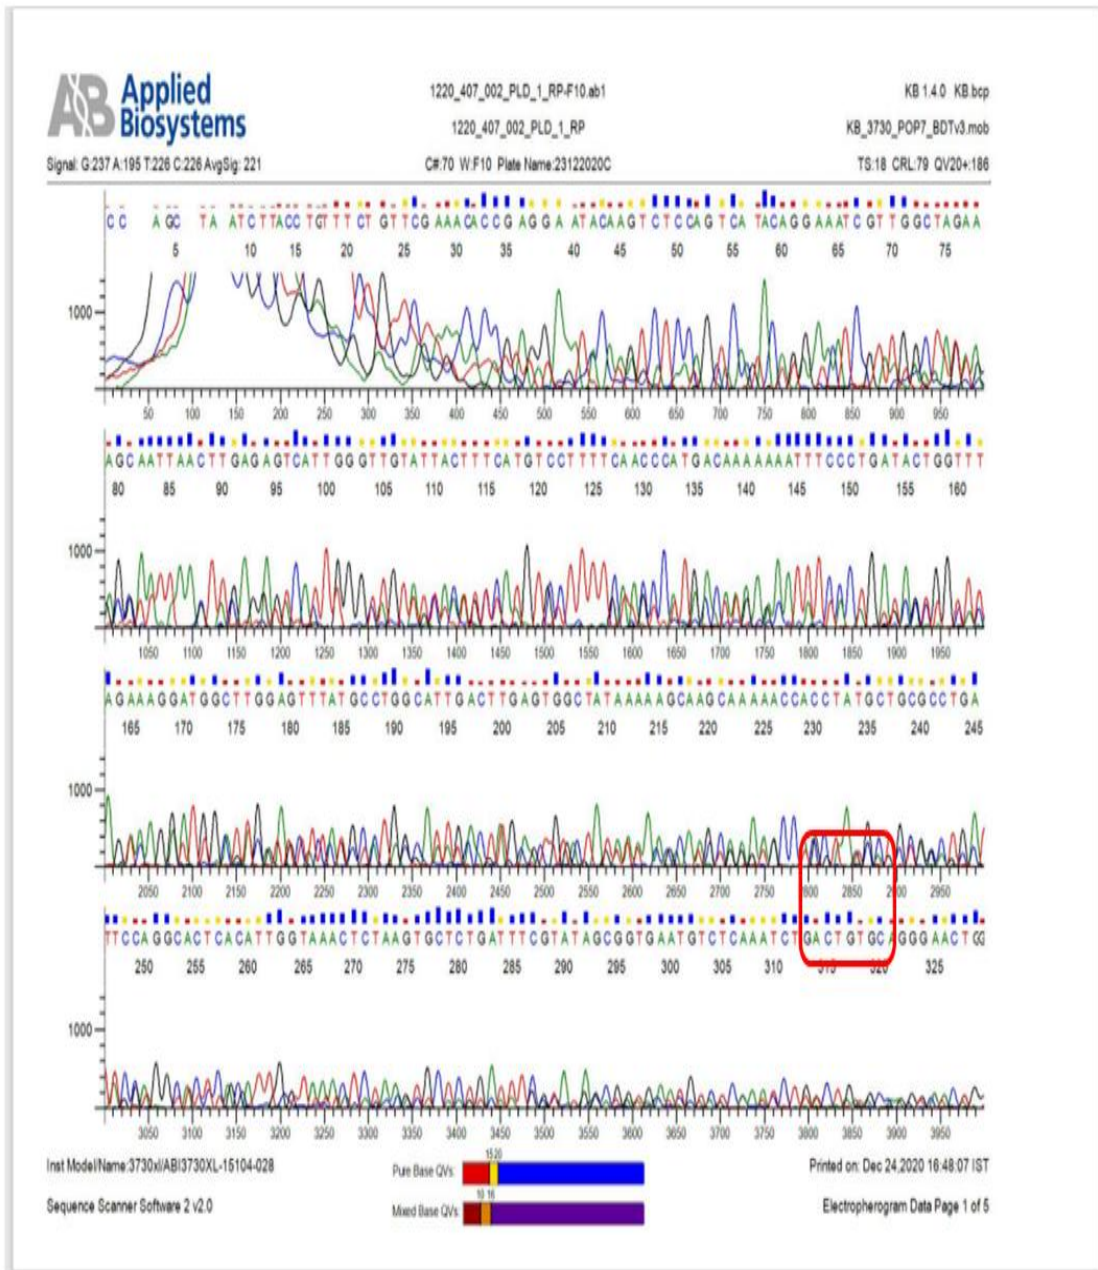 AB Applied Biosystems
1220_407_002_PLD_1_RP-F10.ab1
KB 1.4.0 KB.bcp
1220_407_002_PLD_1_RP
KB_3730_POP7_BDTv3.mob
Signal: G:237 A:195 T:226 C:226 AvgSig: 221
C#:70 W:F10 Plate Name:23122020C
TS:18 CRL:79 QV20+:186
CC AGC TA ATCTTACCTGTTTCTGTTCGAAACACCGAGGA ATACAAGTCTCCAGTCATACAGGAAATCGTTGGCTAGAA
5 10 15 20 25 30 35 40 45 50 55 60 65 70 75
1000
50 100 150 200 250 300 350 400 450 500 550 600 650 700 750 800 850 900 950
AGCAATTAACTTGAGAGTCATTGGGTTGTATTACTTTCATGTCCTTTTCAACCCATGACAAAAAAATTTCCCTGATACTGGTTT
80 85 90 95 100 105 110 115 120 125 130 135 140 145 150 155 160
1000
1050 1100 1150 1200 1250 1300 1350 1400 1450 1500 1550 1600 1650 1700 1750 1800 1850 1900 1950
AGAAAGGATGGCTTGGAGTTTATGCCTGGCATTGACTTGAGTGGCTATAAAAAGCAAGCAAAAACCACCTATGCTGCGCCTGA
165 170 175 180 185 190 195 200 205 210 215 220 225 230 235 240 245
1000
2050 2100 2150 2200 2250 2300 2350 2400 2450 2500 2550 2600 2650 2700 2750 2800 2850 2900 2950
TTCCAGGCACTCACATTGGTAAACTCTAAGTGCTCTGATTTCGTATAGCGGTGAATGTCTCAAATCTGACTGTGCAGGGAACTGG
250 255 260 265 270 275 280 285 290 295 300 305 310 315 320 325
1000
3050 3100 3150 3200 3250 3300 3350 3400 3450 3500 3550 3600 3650 3700 3750 3800 3850 3900 3950
Inst Model/Name:3730xl/ABI3730XL-15104-028
Pure Base QVs:
15 20
Printed on: Dec 24,2020 16:48:07 IST
Sequence Scanner Software 2 v2.0
Mixed Base QVs:
10 16
Electropherogram Data Page 1 of 5